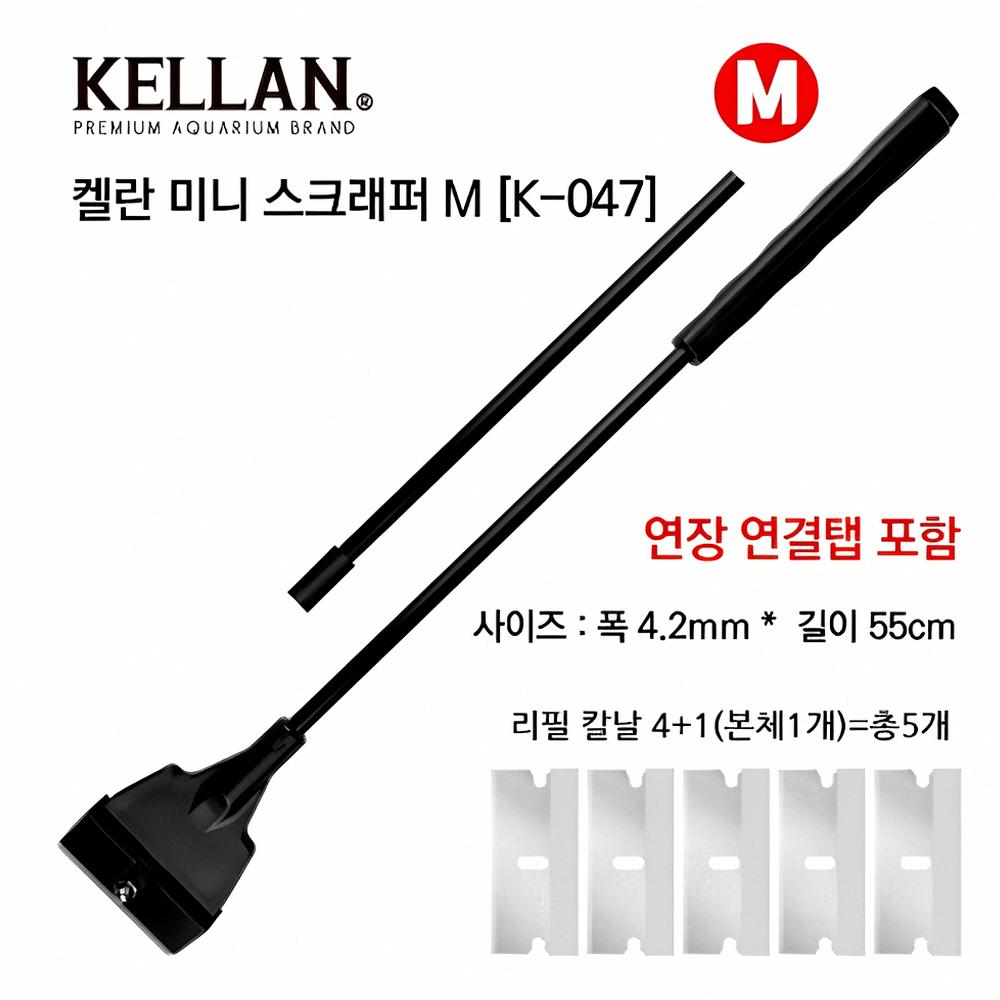 KELLAN®
PREMIUM AQUARIUM BRAND
M
켈란 미니 스크래퍼 M [K-047]
연장 연결탭 포함
사이즈 : 폭 4.2mm * 길이 55cm
리필 칼날 4+1(본체1개)=총5개